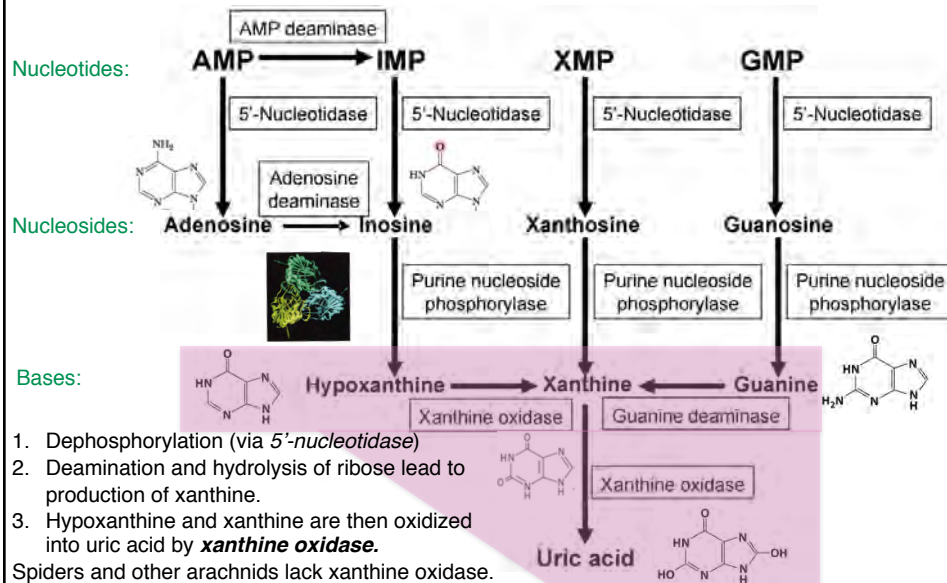 AMP deaminase
Nucleotides:
AMP
IMP
XMP
GMP
5'-Nucleotidase
5'-Nucleotidase
5'-Nucleotidase
5'-Nucleotidase
NH₂
N
N
N
N
O
HN
N
N
N
Adenosine
deaminase
Nucleosides:
Adenosine
Inosine
Xanthosine
Guanosine
Purine nucleoside
phosphorylase
Purine nucleoside
phosphorylase
Purine nucleoside
phosphorylase
Bases:
O
HN
N
N
N
H
Hypoxanthine
Xanthine
Guanine
O
HN
N
H₂N
N
N
H
Xanthine oxidase
Guanine deaminase
1. Dephosphorylation (via 5'-nucleotidase)
2. Deamination and hydrolysis of ribose lead to
production of xanthine.
3. Hypoxanthine and xanthine are then oxidized
into uric acid by xanthine oxidase.
Spiders and other arachnids lack xanthine oxidase.
O
HN
N
O
N
H
N
H
Xanthine oxidase
Uric acid
O
HN
N
OH
HO
N
N
H